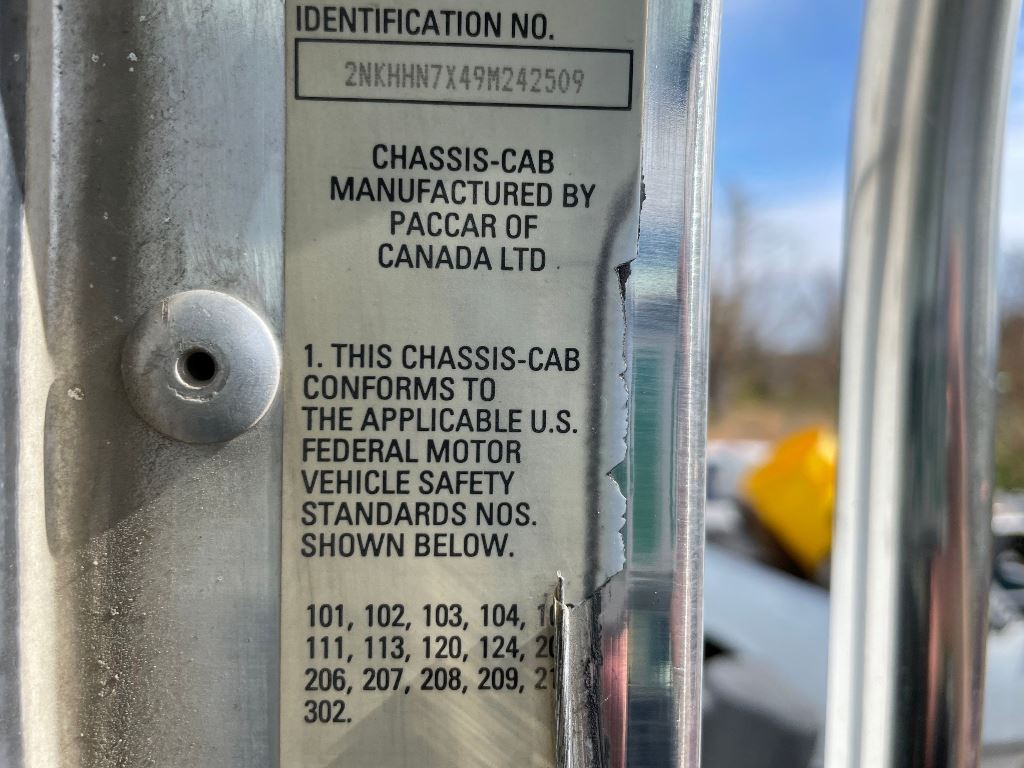 IDENTIFICATION NO.
2NKHHN7X49M242509
CHASSIS-CAB
MANUFACTURED BY
PACCAR OF
CANADA LTD
1. THIS CHASSIS-CAB
CONFORMS TO
THE APPLICABLE U.S.
FEDERAL MOTOR
VEHICLE SAFETY
STANDARDS NOS.
SHOWN BELOW.
101, 102, 103, 104,
111, 113, 120, 124,
206, 207, 208, 209,
302.